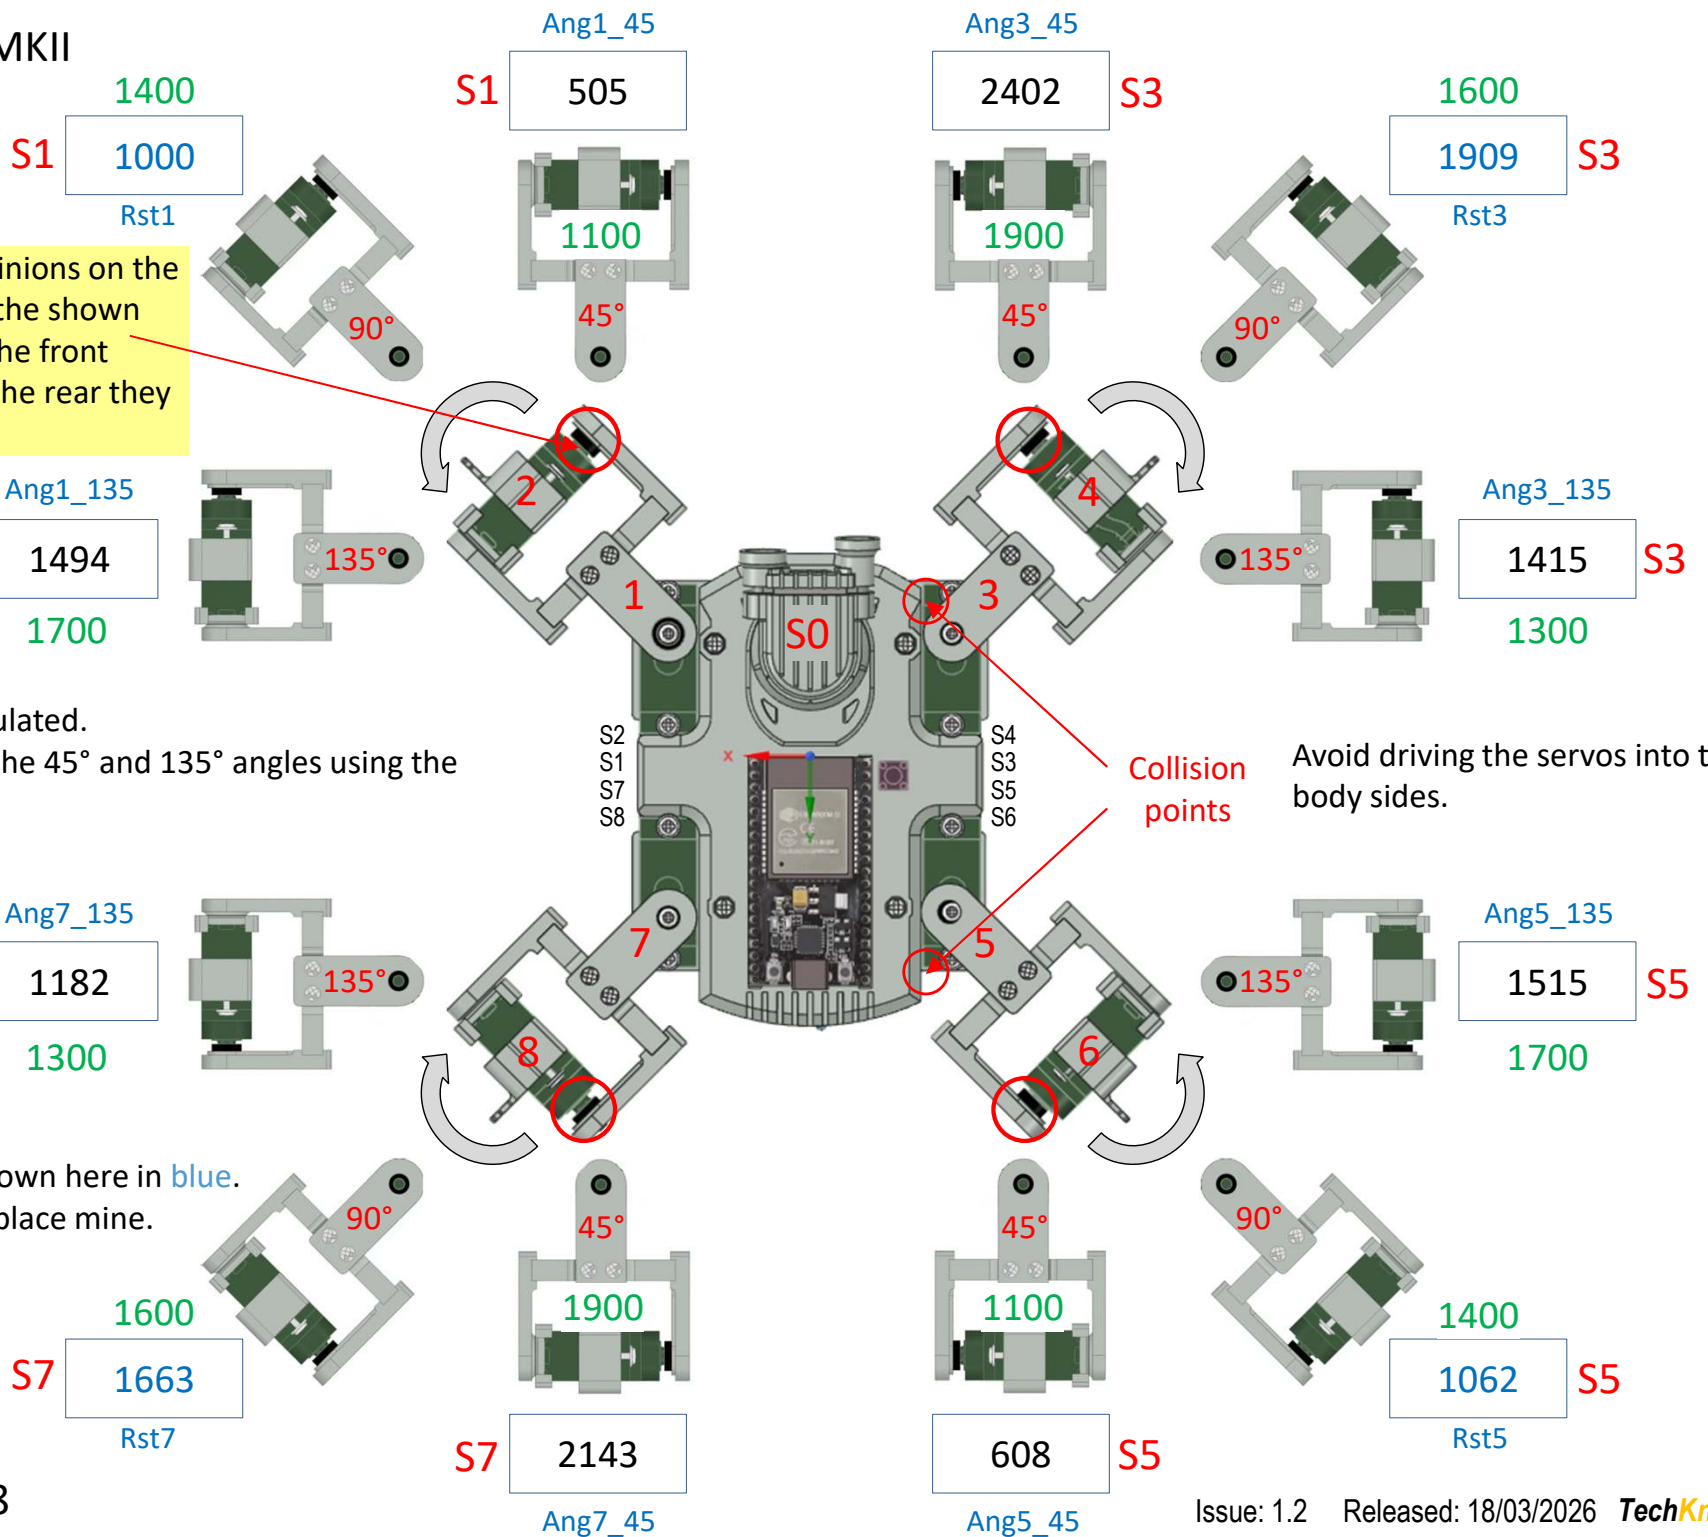 MKII
Ang1_45
Ang3_45
1400
S1
505
2402
S3
1600
S1
1000
1909
S3
Rst1
Rst3
1100
1900
inions on the
the shown
he front
he rear they
90°
45°
45°
90°
Ang1_135
2
4
Ang3_135
1494
135°
135°
1415
S3
1700
1
S0
3
1300
ulated.
he 45° and 135° angles using the
S2
S1
S7
S8
X
Y
S4
S3
S5
S6
Collision
points
Avoid driving the servos into t
body sides.
Ang7_135
Ang5_135
1182
135°
7
5
135°
1515
S5
1300
8
6
1700
own here in blue.
place mine.
90°
45°
45°
90°
1600
1900
1100
1400
S7
1663
1062
S5
Rst7
Rst5
S7
2143
608
S5
Ang7_45
Ang5_45
Issue: 1.2 Released: 18/03/2026